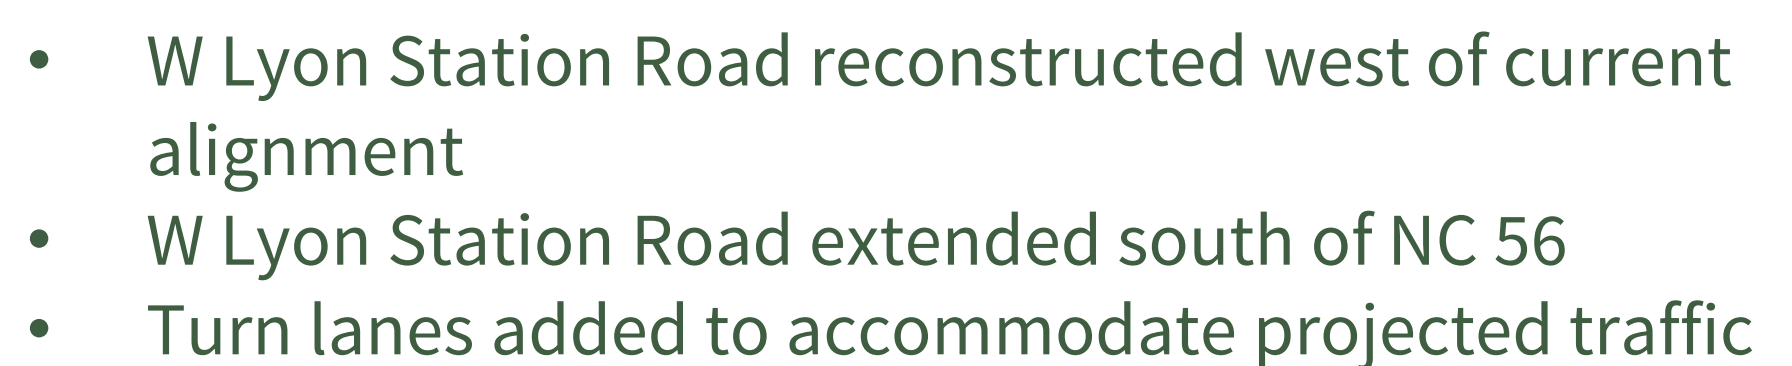 • W Lyon Station Road reconstructed west of current
alignment
• W Lyon Station Road extended south of NC 56
• Turn lanes added to accommodate projected traffic